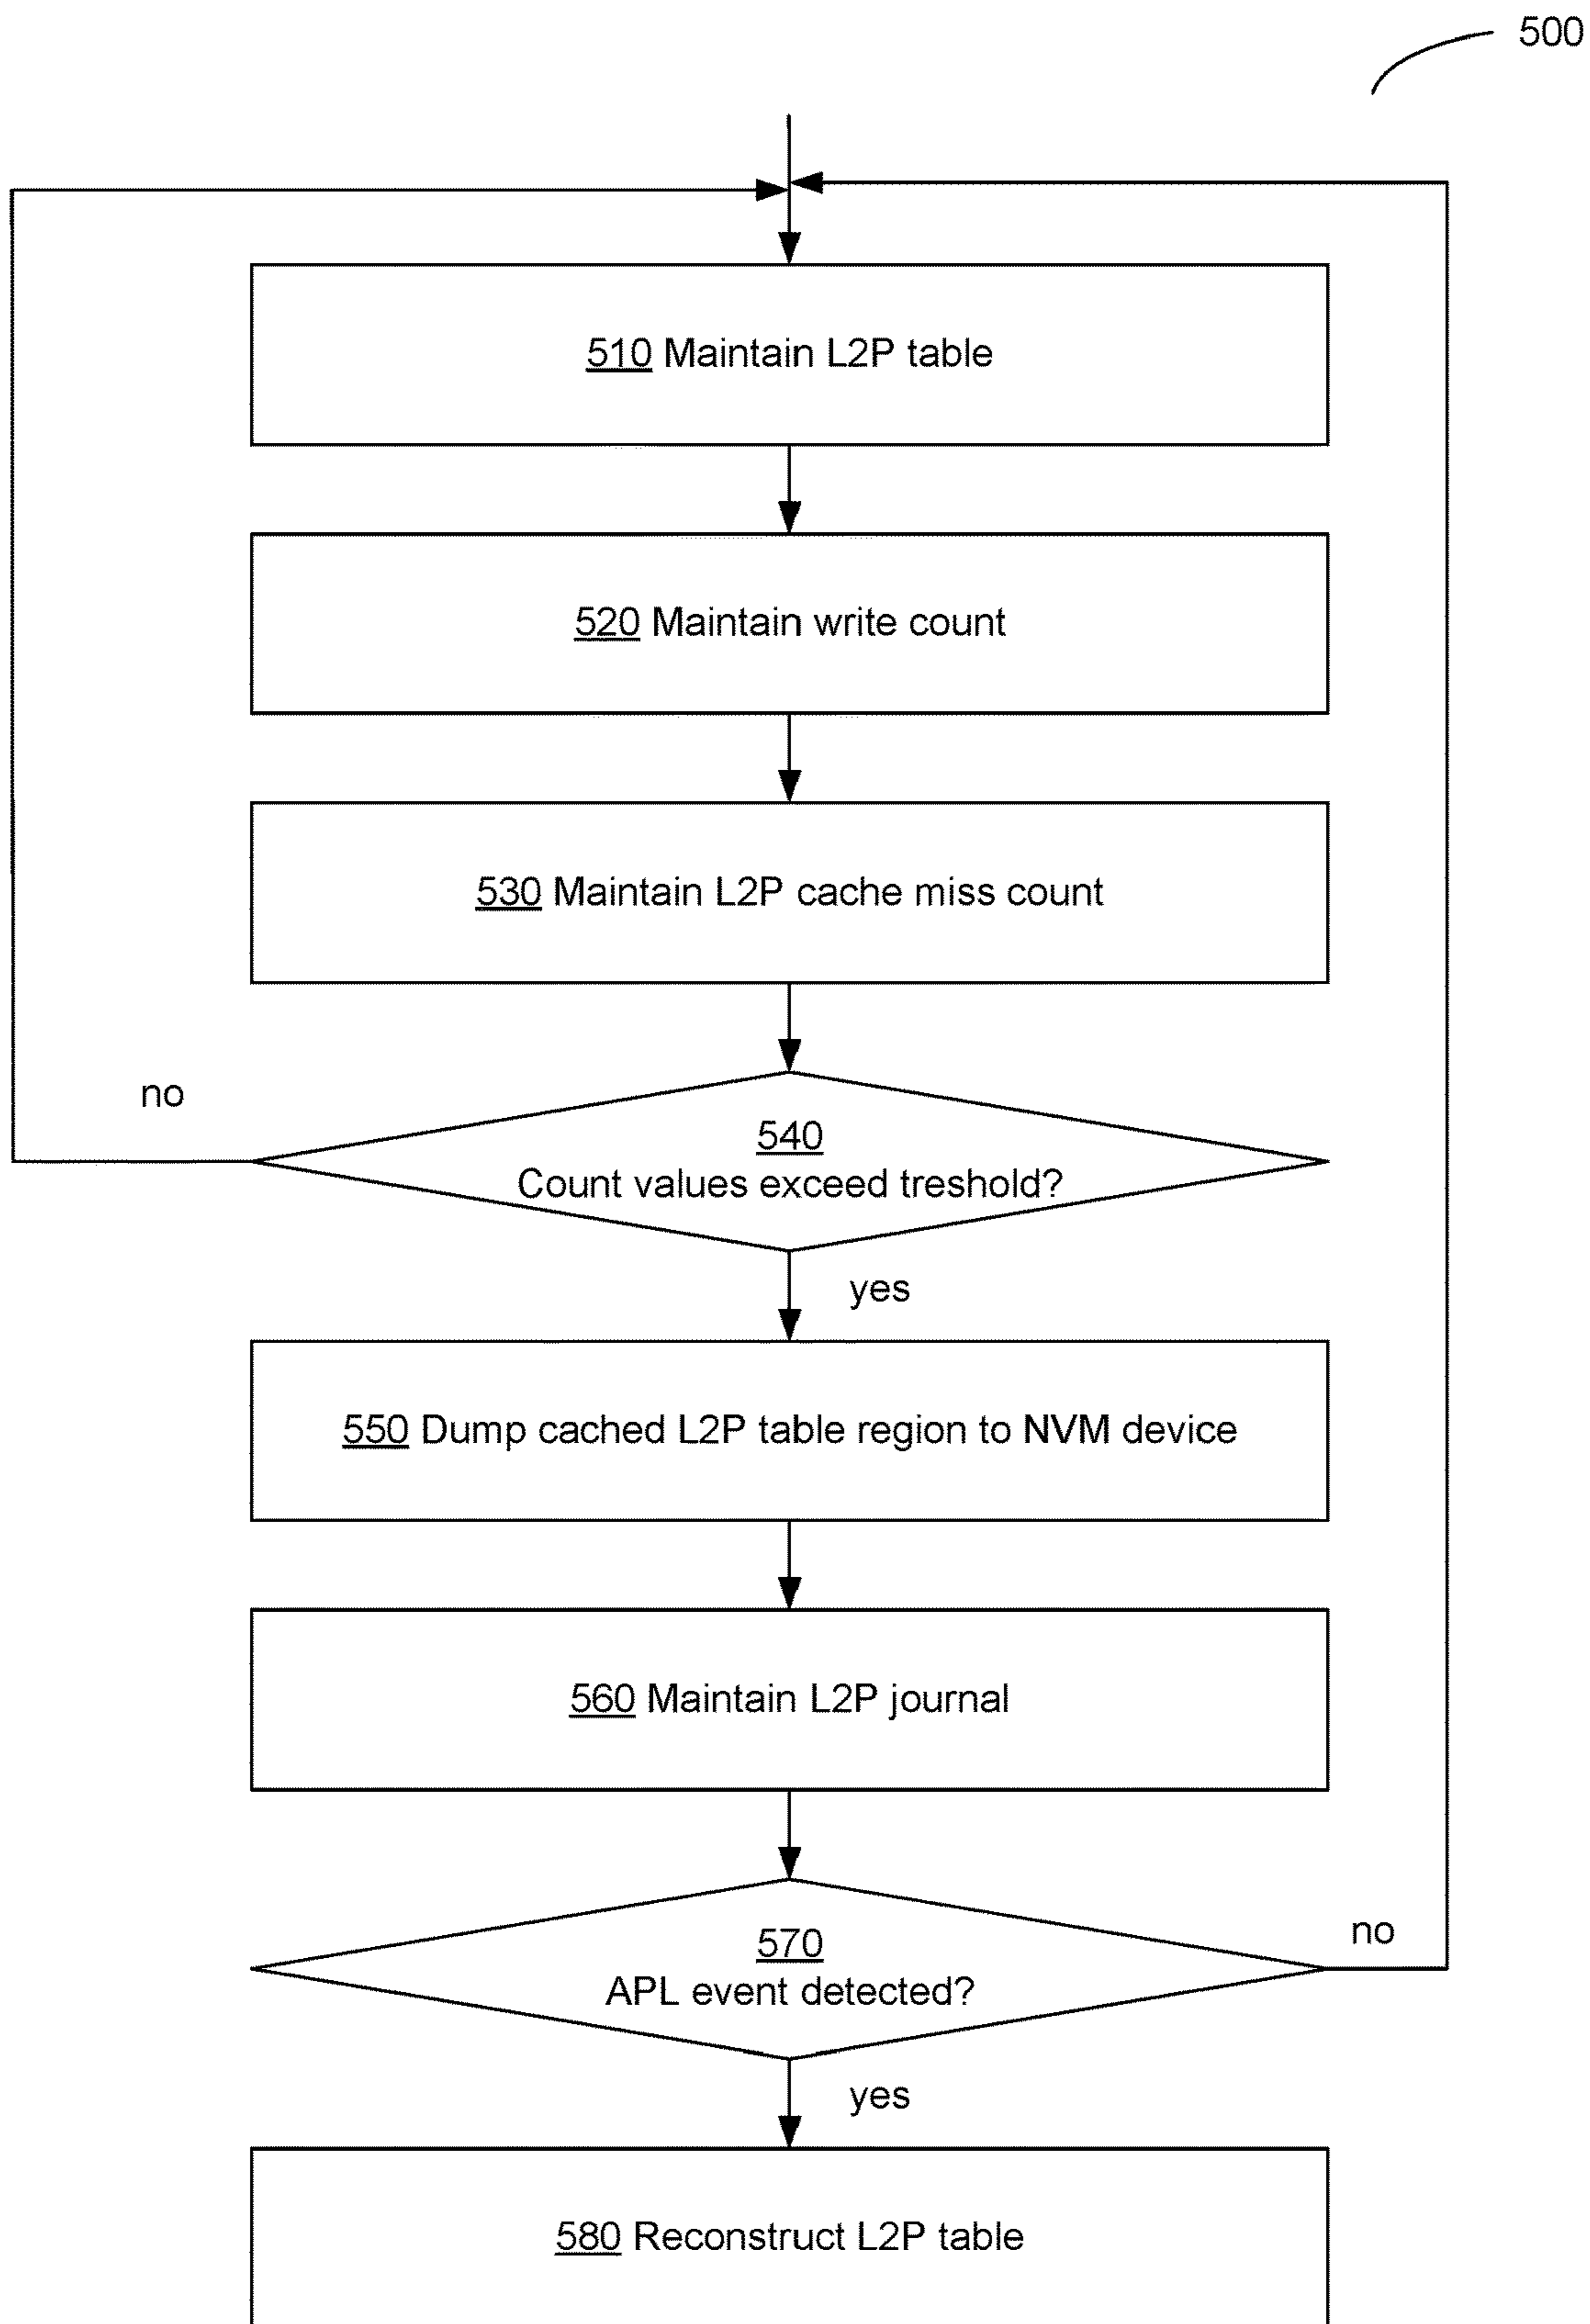 500
510 Maintain L2P table
520 Maintain write count
530 Maintain L2P cache miss count
no
540
Count values exceed treshold?
yes
550 Dump cached L2P table region to NVM device
560 Maintain L2P journal
no
570
APL event detected?
yes
580 Reconstruct L2P table